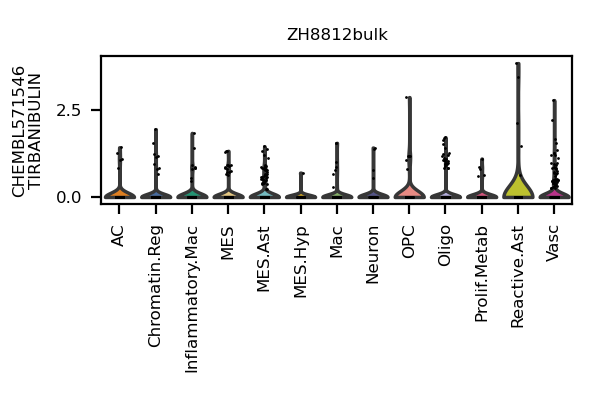 ZH8812bulk
CHEMBL571546
TIRBANIBULIN
2.5
0.0
AC
Chromatin.Reg
Inflammatory.Mac
MES
MES.Ast
MES.Hyp
Mac
Neuron
OPC
Oligo
Prolif.Metab
Reactive.Ast
Vasc